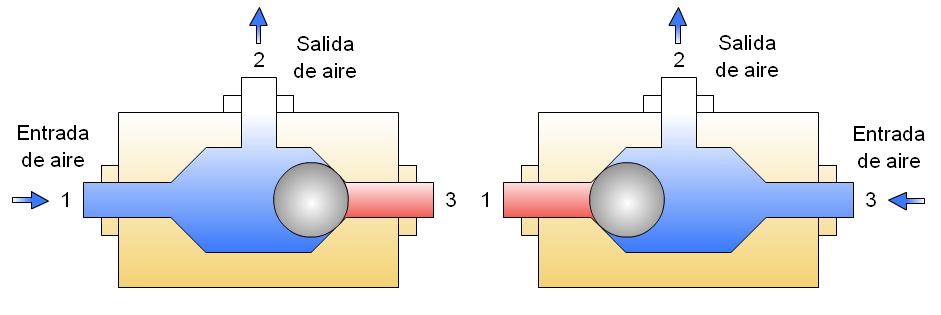 2
Salida
de aire
Entrada
de aire
1
3
2
Salida
de aire
Entrada
de aire
1
3